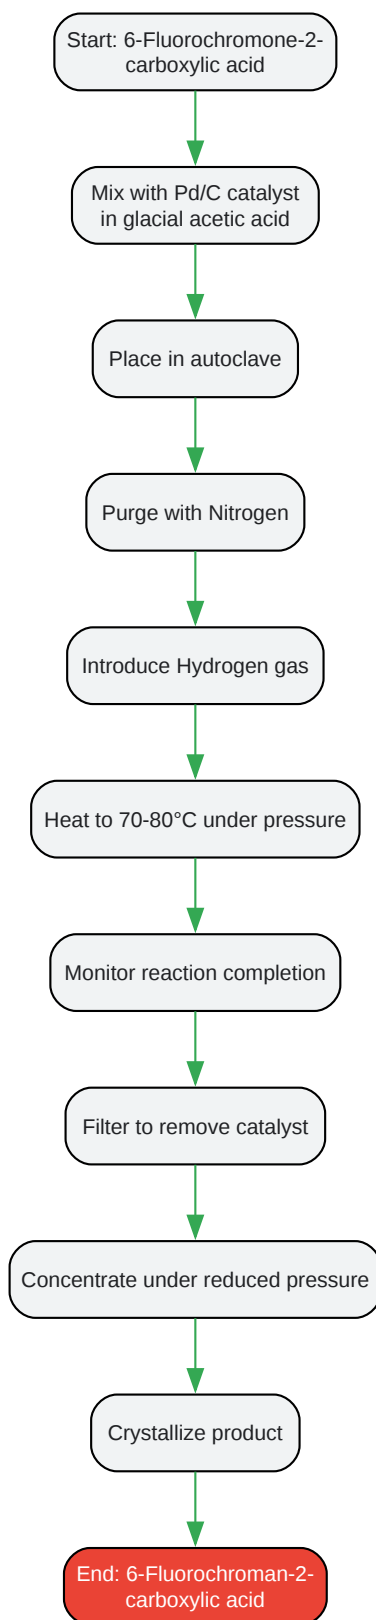 Start: 6-Fluorochromone-2-
carboxylic acid
Mix with Pd/C catalyst
in glacial acetic acid
Place in autoclave
Purge with Nitrogen
Introduce Hydrogen gas
Heat to 70-80°C under pressure
Monitor reaction completion
Filter to remove catalyst
Concentrate under reduced pressure
Crystallize product
End: 6-Fluorochroman-2-
carboxylic acid